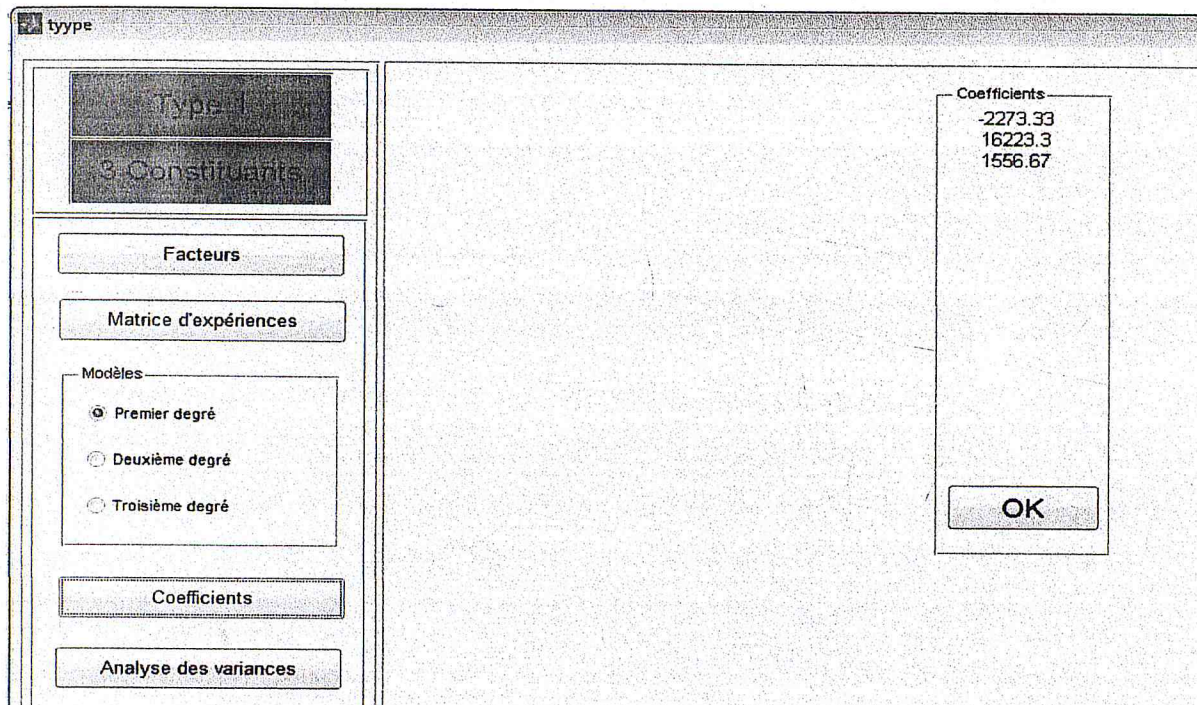 tyype
Type 1
3 Constituants
Facteurs
Matrice d'expériences
Modèles
Premier degré
Deuxième degré
Troisième degré
Coefficients
Analyse des variances
Coefficients
-2273.33
16223.3
1556.67
OK